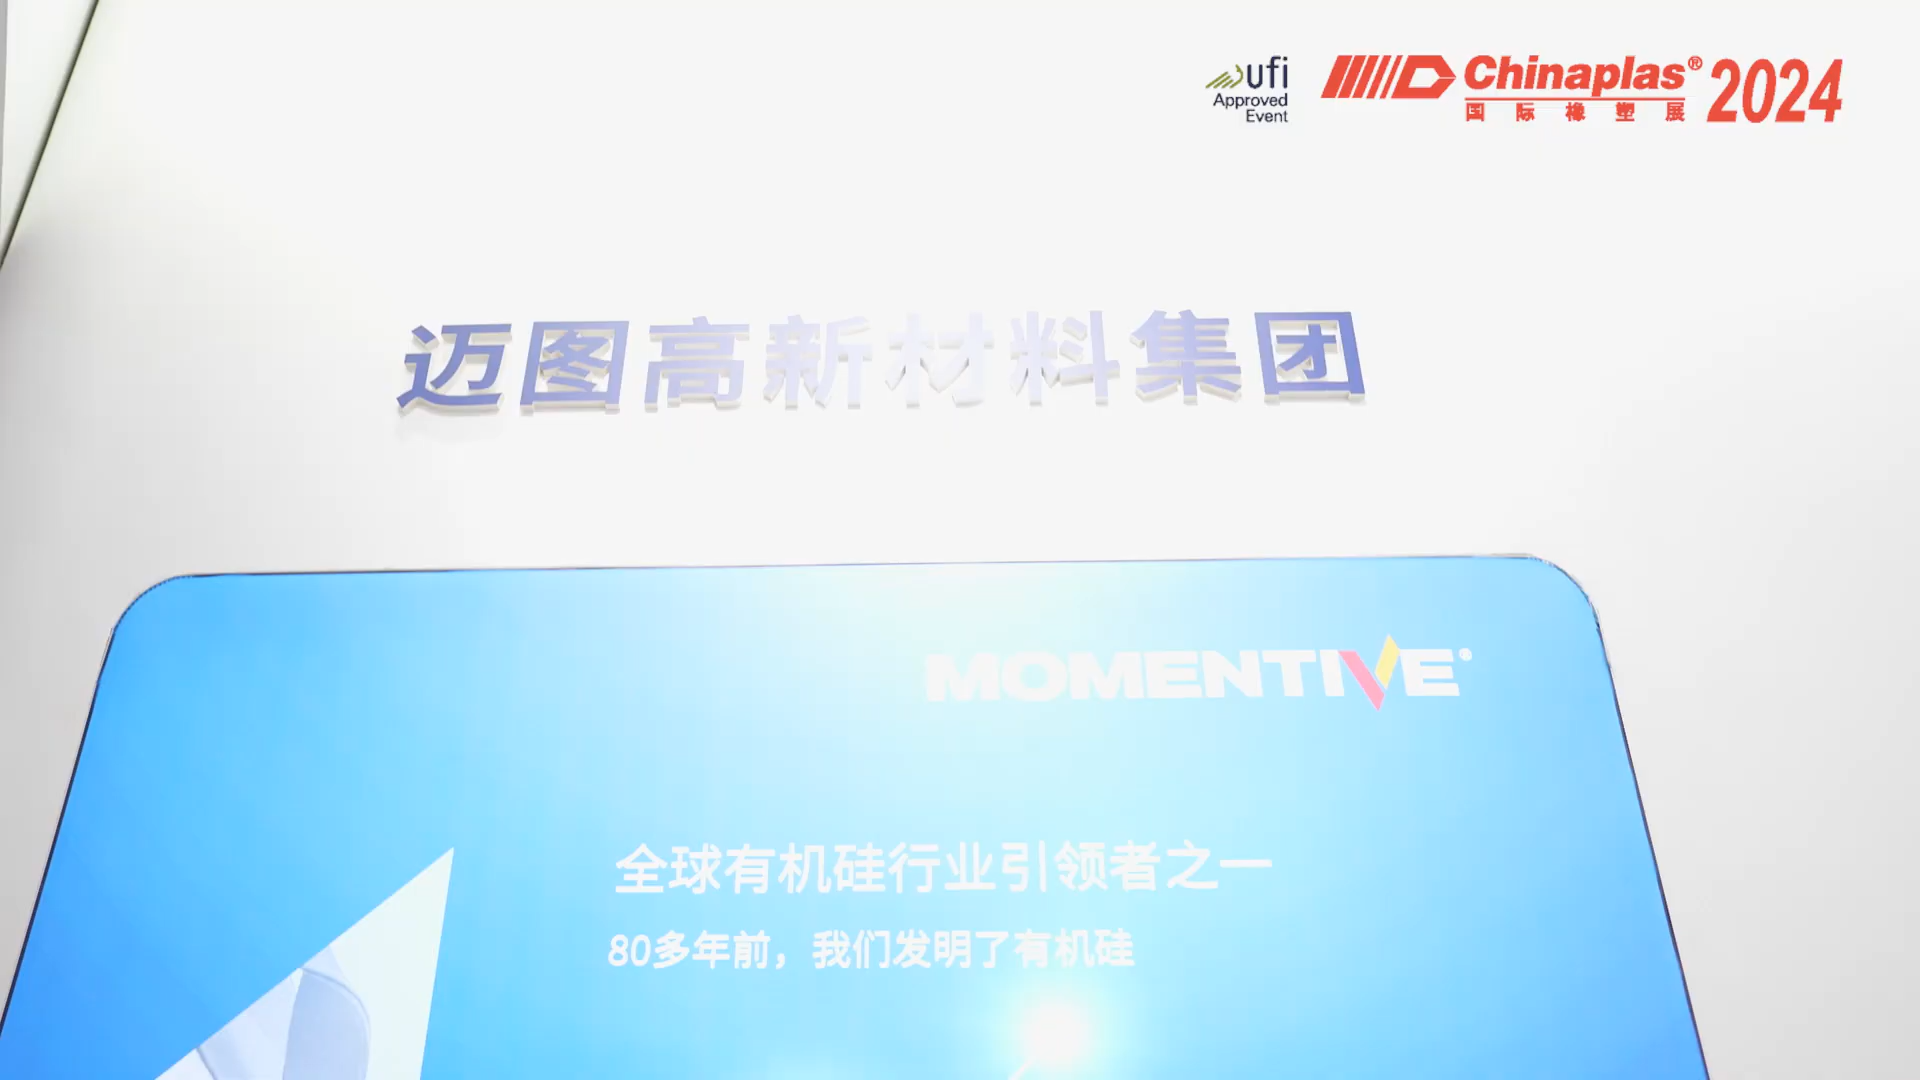 ufi
Approved
Event
Chinaplas® 2024
国际橡塑展
迈图高新材料集团
MOMENTIVE®
全球有机硅行业引领者之一
80多年前，我们发明了有机硅